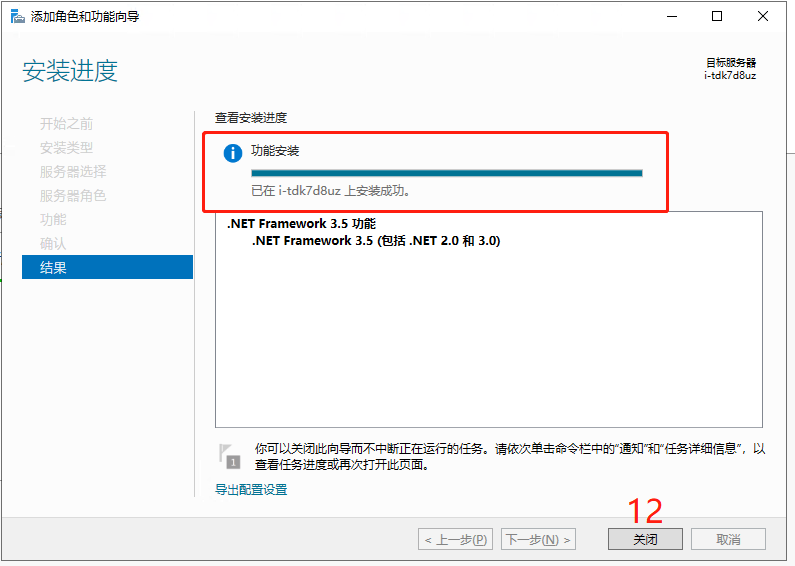 添加角色和功能向导
安装进度
目标服务器
i-tdk7d8uz
开始之前
安装类型
服务器选择
服务器角色
功能
确认
结果
查看安装进度
功能安装
已在 i-tdk7d8uz 上安装成功。
.NET Framework 3.5 功能
.NET Framework 3.5 (包括 .NET 2.0 和 3.0)
1
你可以关闭此向导而不中断正在运行的任务。请依次单击命令栏中的“通知”和“任务详细信息”，以
查看任务进度或再次打开此页面。
导出配置设置
12
< 上一步(P)
下一步(N) >
关闭
取消